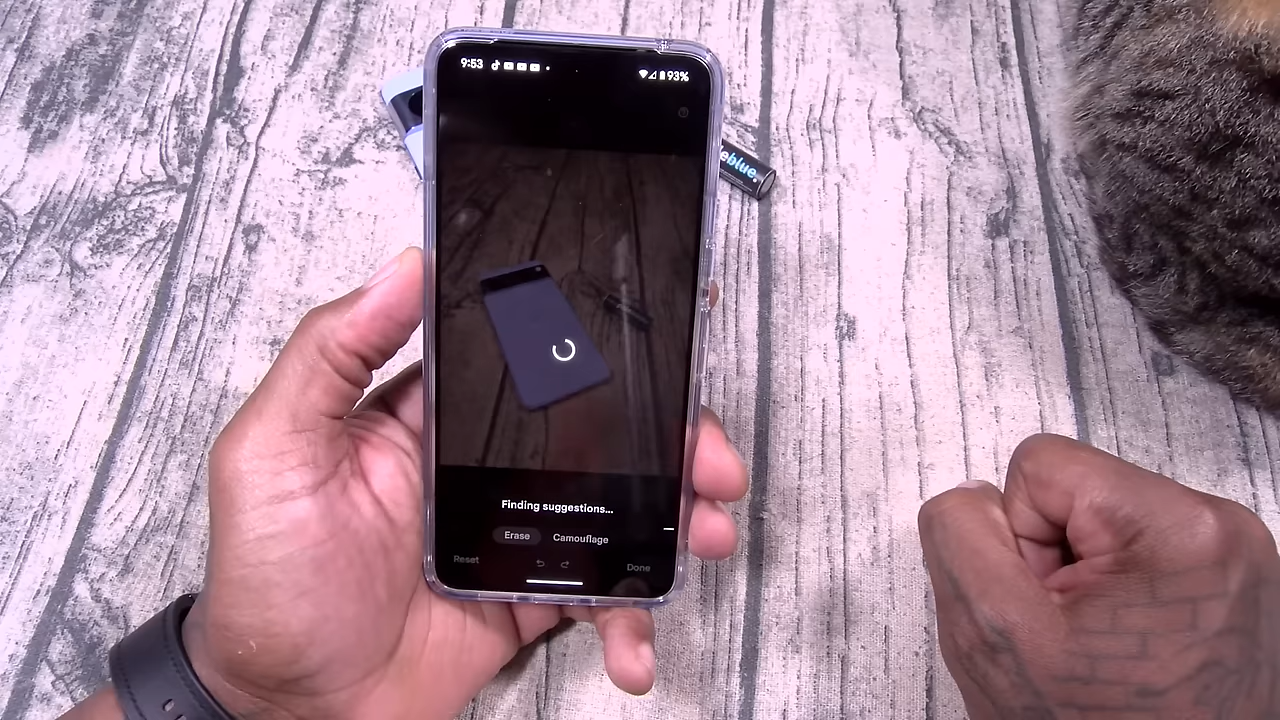 9:53 93%
eblue.
Finding suggestions...
Erase Camouflage
Reset Done